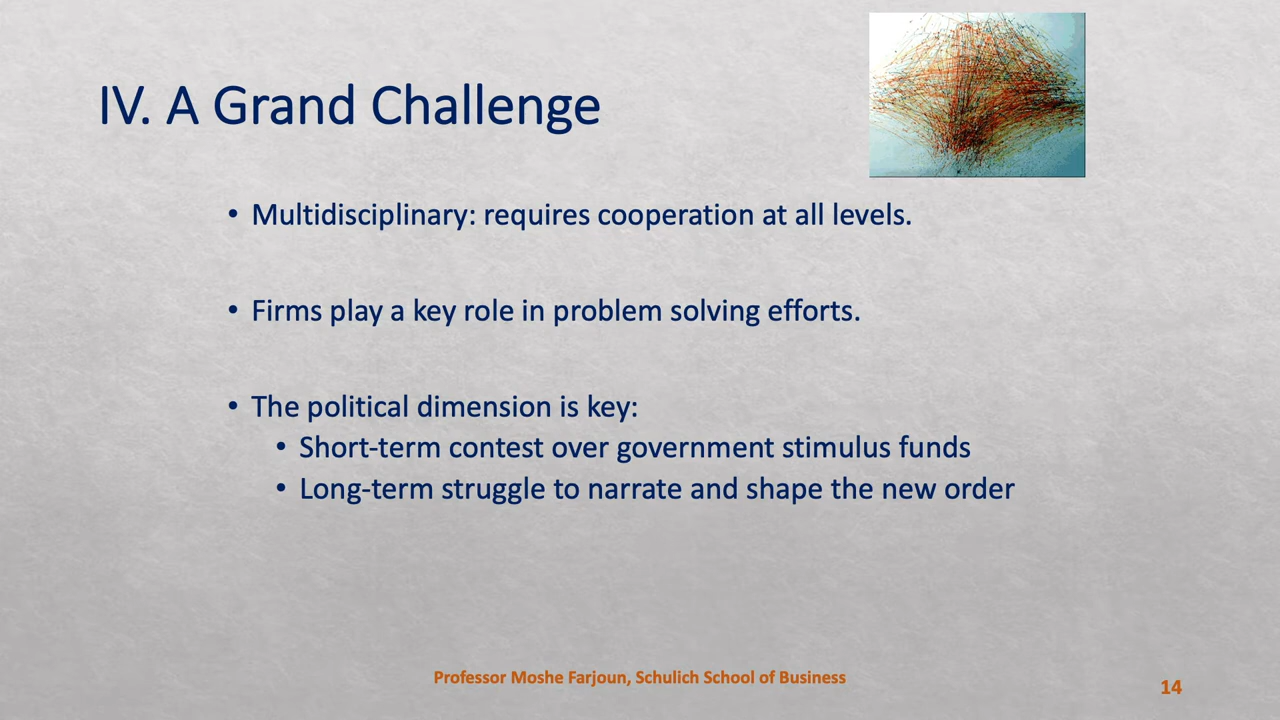 IV. A Grand Challenge
• Multidisciplinary: requires cooperation at all levels.
• Firms play a key role in problem solving efforts.
• The political dimension is key:
• Short-term contest over government stimulus funds
• Long-term struggle to narrate and shape the new order
Professor Moshe Farjoun, Schulich School of Business
14